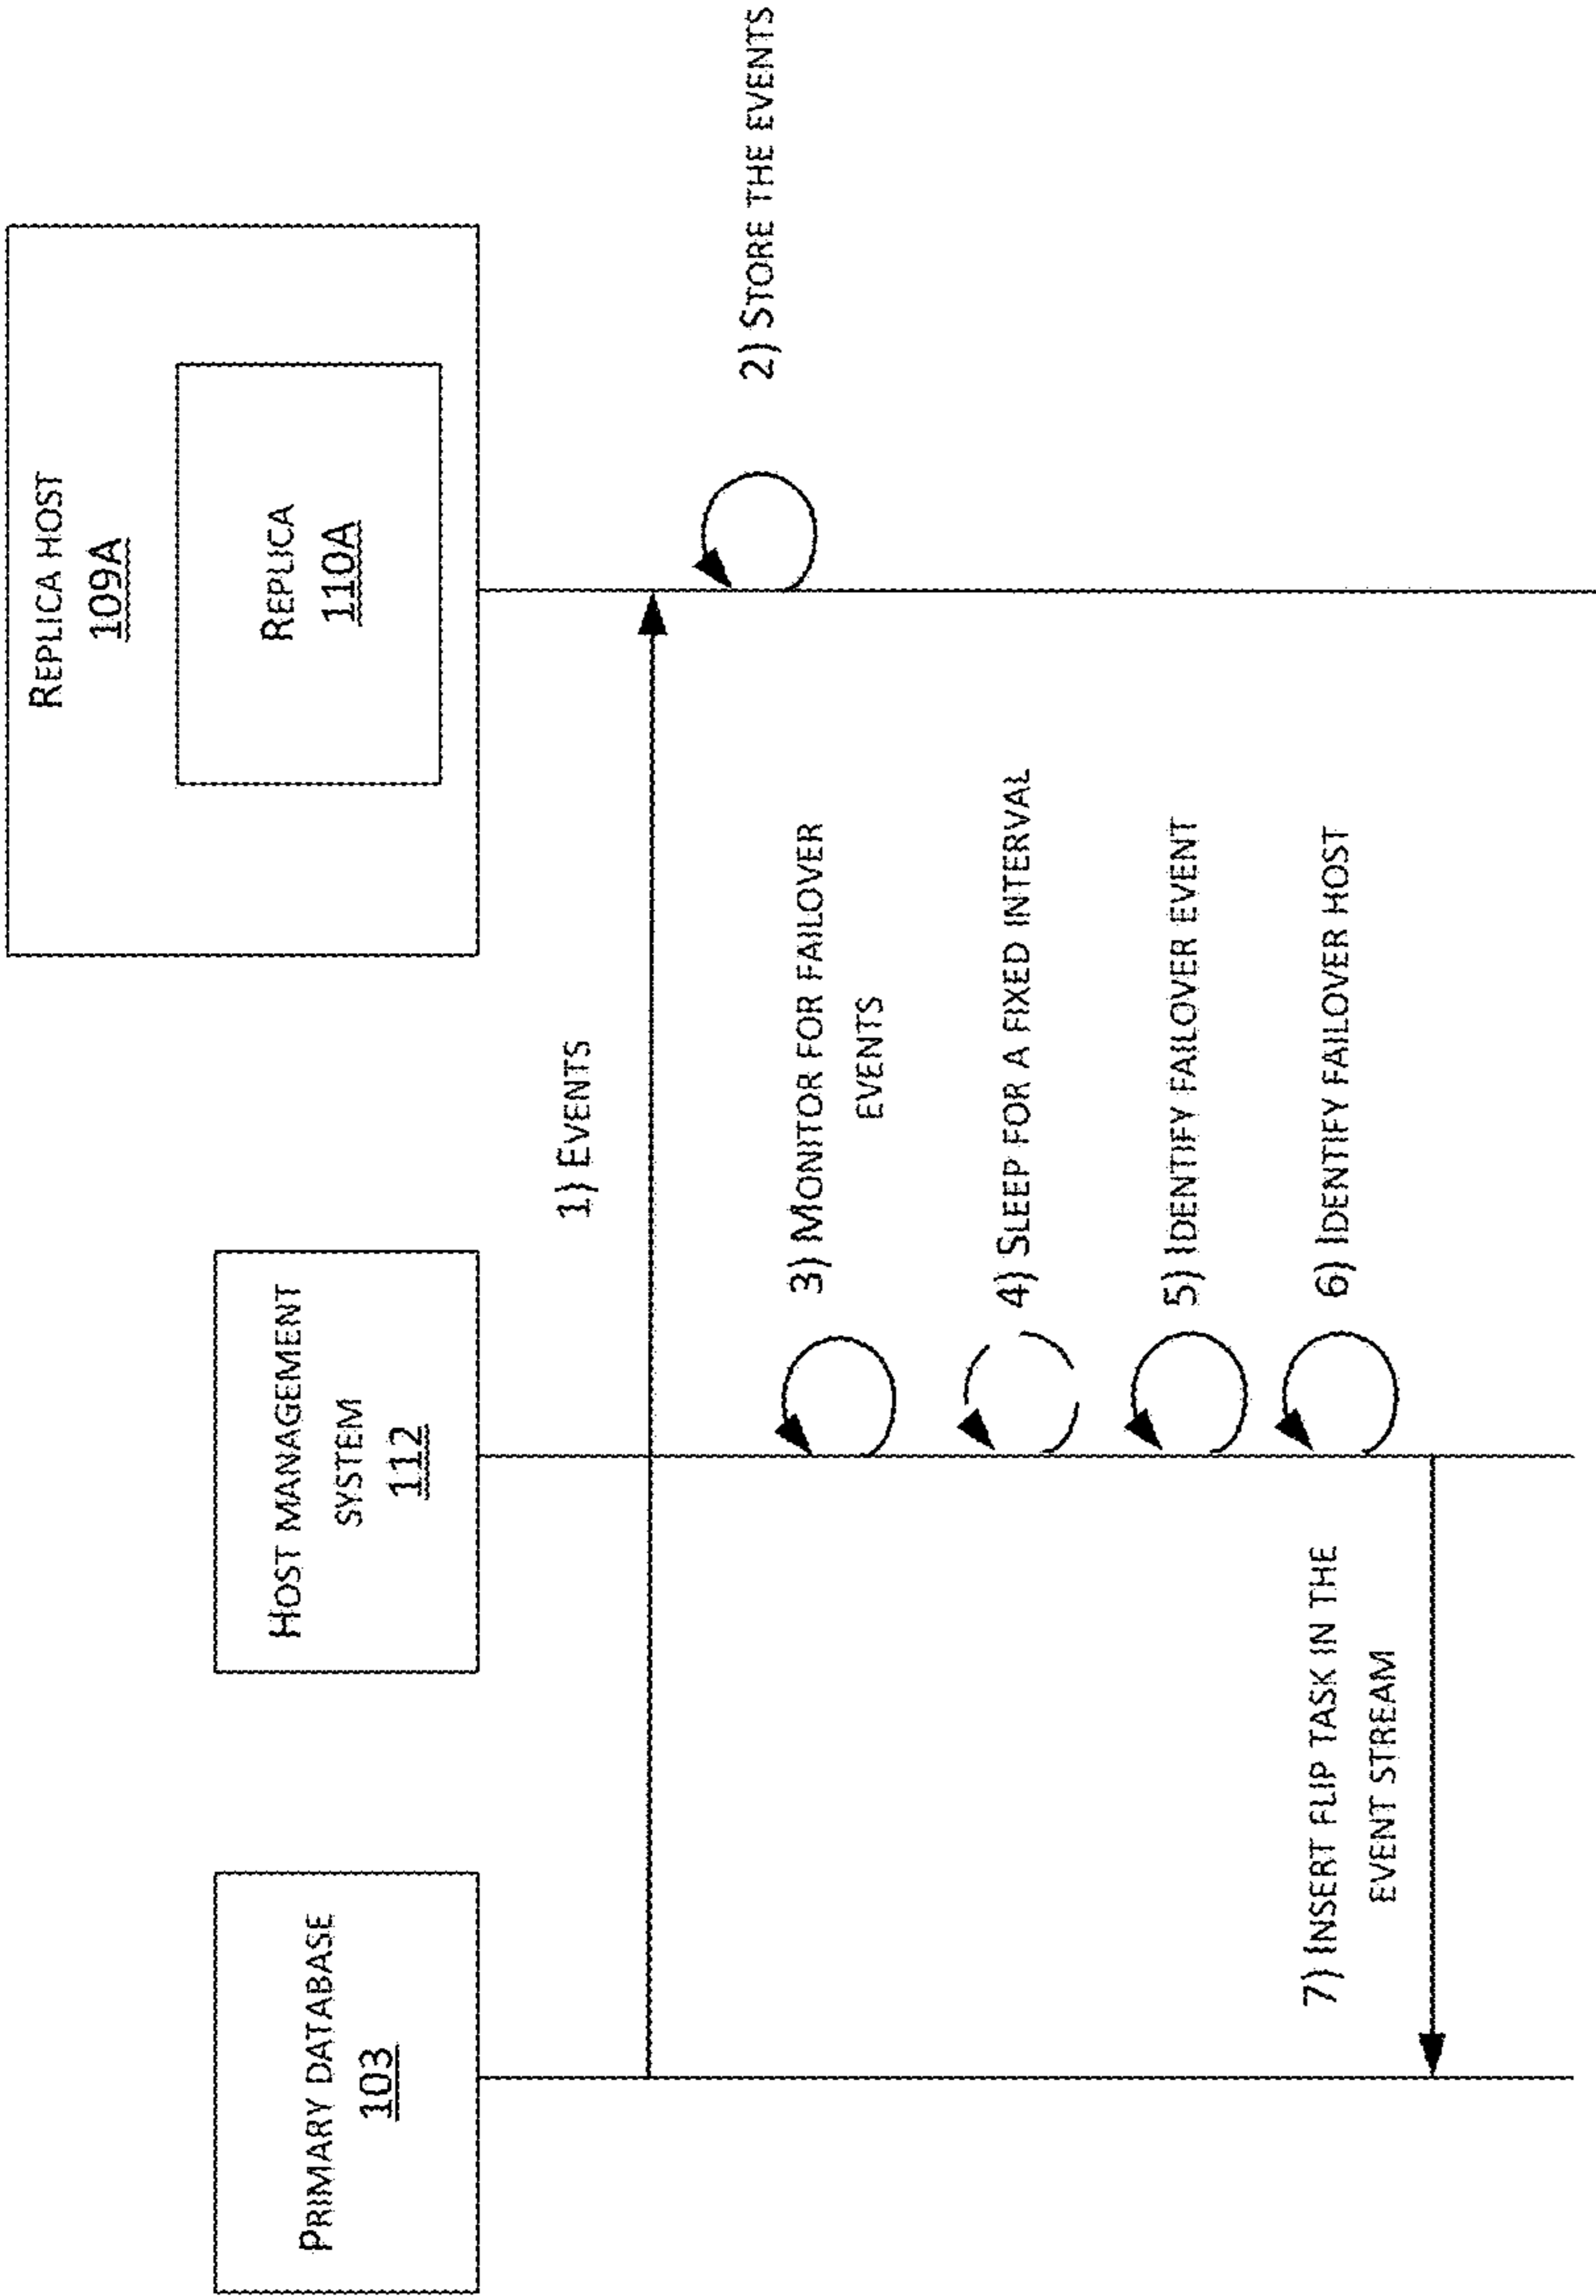 PRIMARY DATABASE
103
HOST MANAGEMENT
SYSTEM
112
REPLICA HOST
109A
REPLICA
110A
1) EVENTS
2) STORE THE EVENTS
3) MONITOR FOR FAILOVER
EVENTS
4) SLEEP FOR A FIXED INTERVAL
5) IDENTIFY FAILOVER EVENT
6) IDENTIFY FAILOVER HOST
7) INSERT FLIP TASK IN THE
EVENT STREAM